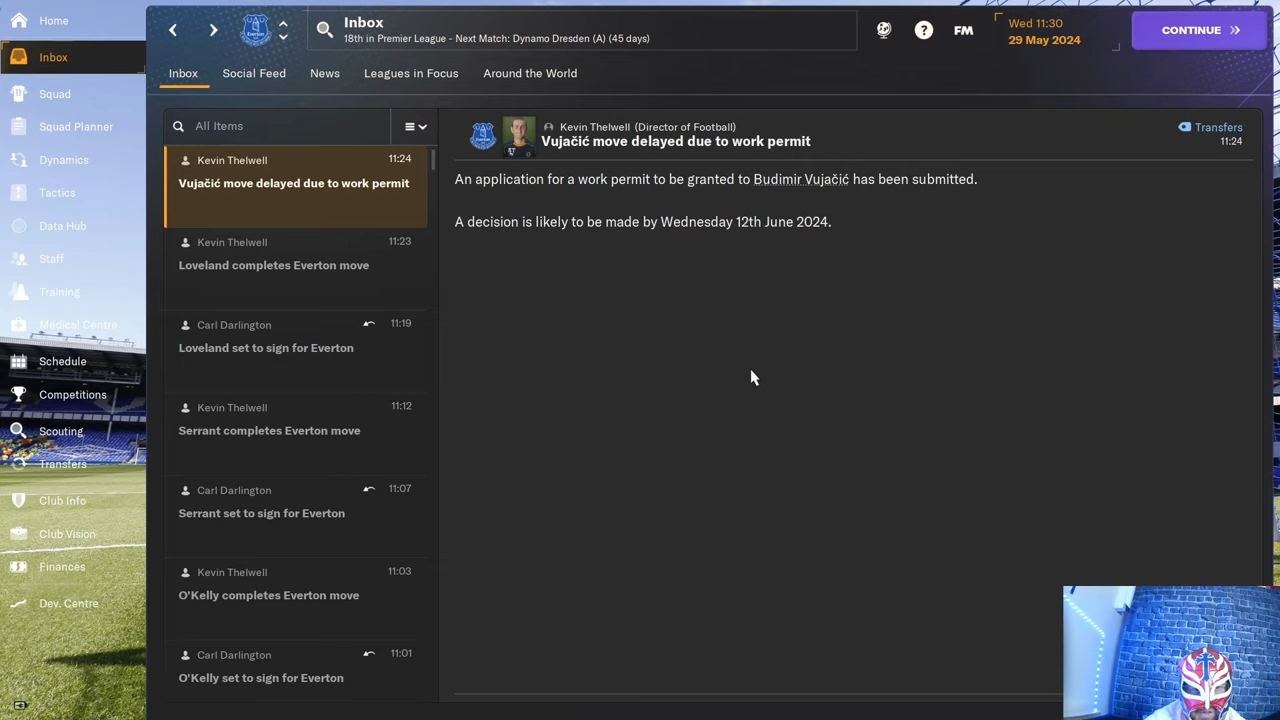 Home
Inbox
Squad
Squad Planner
Dynamics
Tactics
Data Hub
Staff
Training
Medical Centre
Schedule
Competitions
Scouting
Transfers
Club Info
Club Vision
Finances
Dev. Centre
Everton
Inbox
18th in Premier League - Next Match: Dynamo Dresden (A) (45 days)
?
FM
Wed 11:30
29 May 2024
CONTINUE
Inbox
Social Feed
News
Leagues in Focus
Around the World
All Items
Kevin Thelwell 11:24
Vujačić move delayed due to work permit
Kevin Thelwell 11:23
Loveland completes Everton move
Carl Darlington 11:19
Loveland set to sign for Everton
Kevin Thelwell 11:12
Serrant completes Everton move
Carl Darlington 11:07
Serrant set to sign for Everton
Kevin Thelwell 11:03
O'Kelly completes Everton move
Carl Darlington 11:01
O'Kelly set to sign for Everton
Kevin Thelwell (Director of Football)
Vujačić move delayed due to work permit
Transfers
11:24
An application for a work permit to be granted to Budimir Vujačić has been submitted.
A decision is likely to be made by Wednesday 12th June 2024.